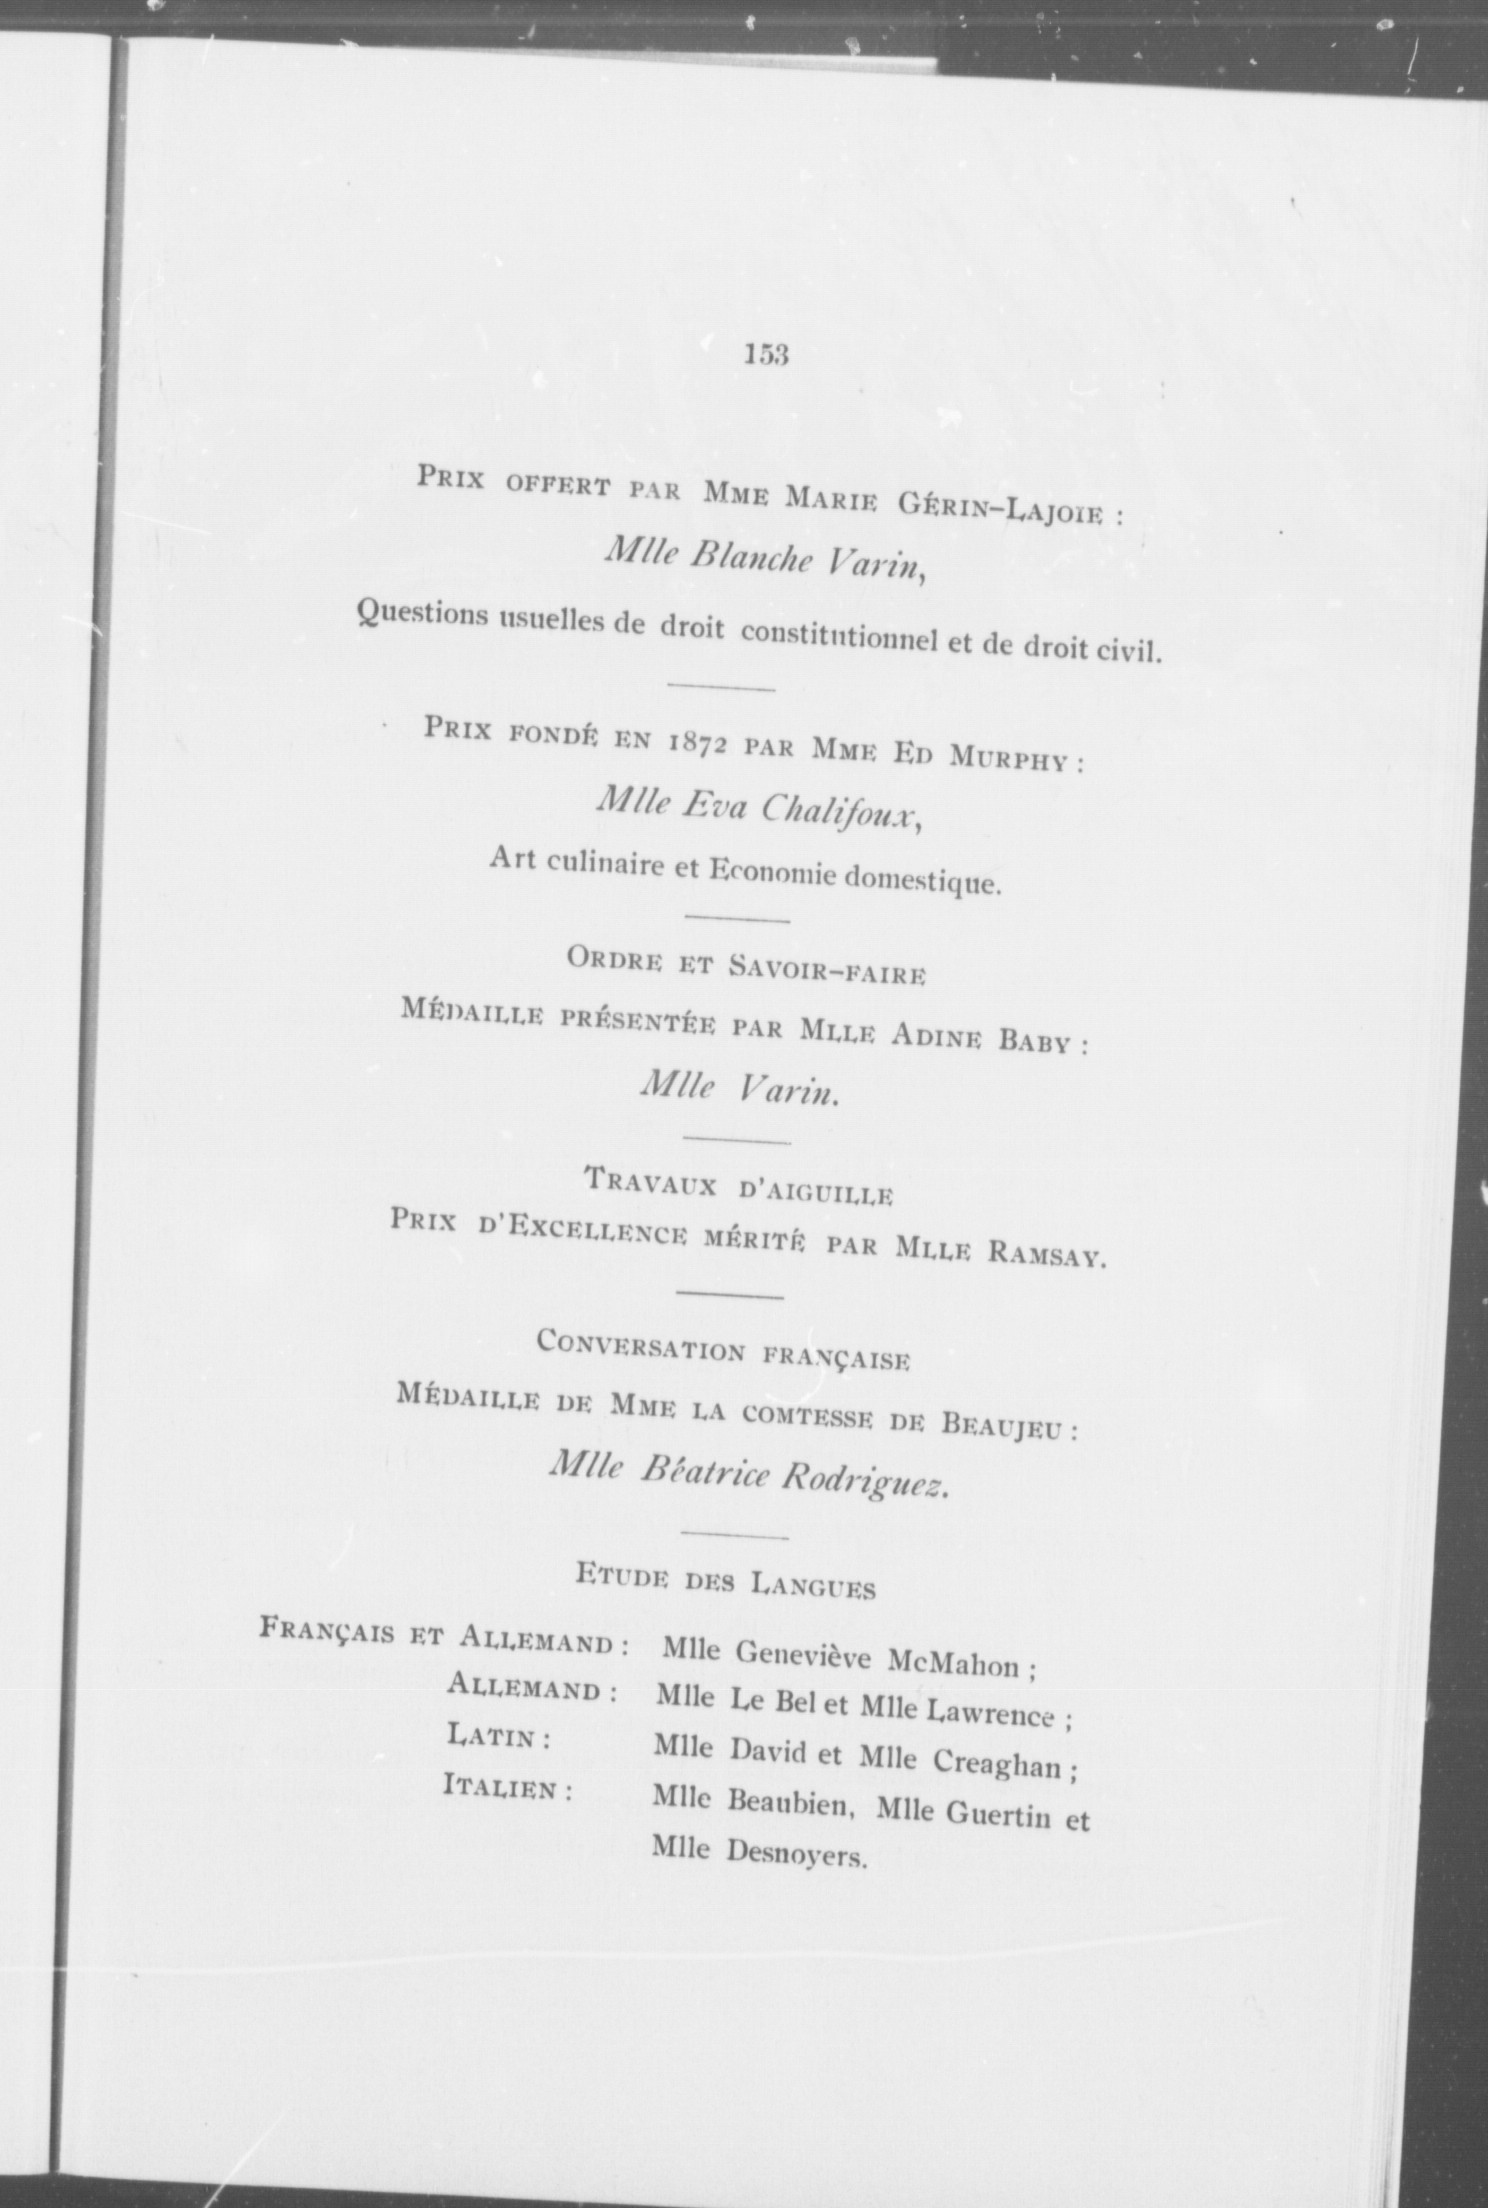 153
Prix offert par Mme Marie Gérin-Lajoie :
Mlle Blanche Varin,
Questions usuelles de droit constitutionnel et de droit civil.
Prix fondé en 1872 par Mme Ed Murphy :
Mlle Eva Chalifoux,
Art culinaire et Economie domestique.
Ordre et Savoir-faire
Médaille présentée par Mlle Adine Baby :
Mlle Varin.
Travaux d'aiguille
Prix d'Excellence mérité par Mlle Ramsay.
Conversation française
Médaille de Mme la comtesse de Beaujeu :
Mlle Béatrice Rodriguez.
Etude des Langues
Français et Allemand : Mlle Geneviève McMahon ;
Allemand : Mlle Le Bel et Mlle Lawrence ;
Latin : Mlle David et Mlle Creaghan ;
Italien : Mlle Beaubien, Mlle Guertin et
Mlle Desnoyers.